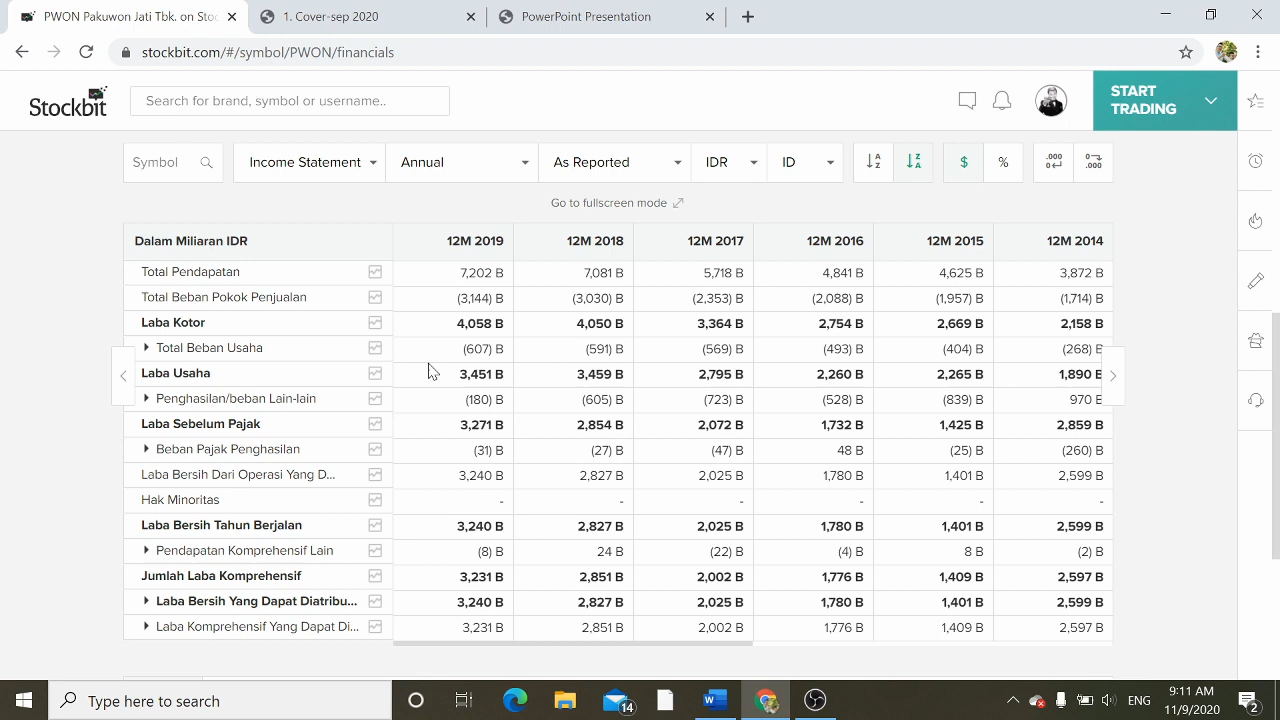 PWON Pakuwon Jati Tbk. on Stoc
1. Cover-sep 2020
PowerPoint Presentation
stockbit.com/#/symbol/PWON/financials
Stockbit
Search for brand, symbol or username..
START TRADING
Symbol Income Statement Annual As Reported IDR ID A Z Z A $ % .000 0 0 .000
Go to fullscreen mode
Dalam Miliaran IDR 12M 2019 12M 2018 12M 2017 12M 2016 12M 2015 12M 2014
Total Pendapatan 7,202 B 7,081 B 5,718 B 4,841 B 4,625 B 3,872 B
Total Beban Pokok Penjualan (3,144) B (3,030) B (2,353) B (2,088) B (1,957) B (1,714) B
Laba Kotor 4,058 B 4,050 B 3,364 B 2,754 B 2,669 B 2,158 B
Total Beban Usaha (607) B (591) B (569) B (493) B (404) B (268) B
Laba Usaha 3,451 B 3,459 B 2,795 B 2,260 B 2,265 B 1,890 B
Penghasilan/beban Lain-lain (180) B (605) B (723) B (528) B (839) B 970 B
Laba Sebelum Pajak 3,271 B 2,854 B 2,072 B 1,732 B 1,425 B 2,859 B
Beban Pajak Penghasilan (31) B (27) B (47) B 48 B (25) B (260) B
Laba Bersih Dari Operasi Yang D... 3,240 B 2,827 B 2,025 B 1,780 B 1,401 B 2,599 B
Hak Minoritas - - - - - -
Laba Bersih Tahun Berjalan 3,240 B 2,827 B 2,025 B 1,780 B 1,401 B 2,599 B
Pendapatan Komprehensif Lain (8) B 24 B (22) B (4) B 8 B (2) B
Jumlah Laba Komprehensif 3,231 B 2,851 B 2,002 B 1,776 B 1,409 B 2,597 B
Laba Bersih Yang Dapat Diatribu... 3,240 B 2,827 B 2,025 B 1,780 B 1,401 B 2,599 B
Laba Komprehensif Yang Dapat Di... 3,231 B 2,851 B 2,002 B 1,776 B 1,409 B 2,597 B
Type here to search
14
ENG
9:11 AM
11/9/2020
2